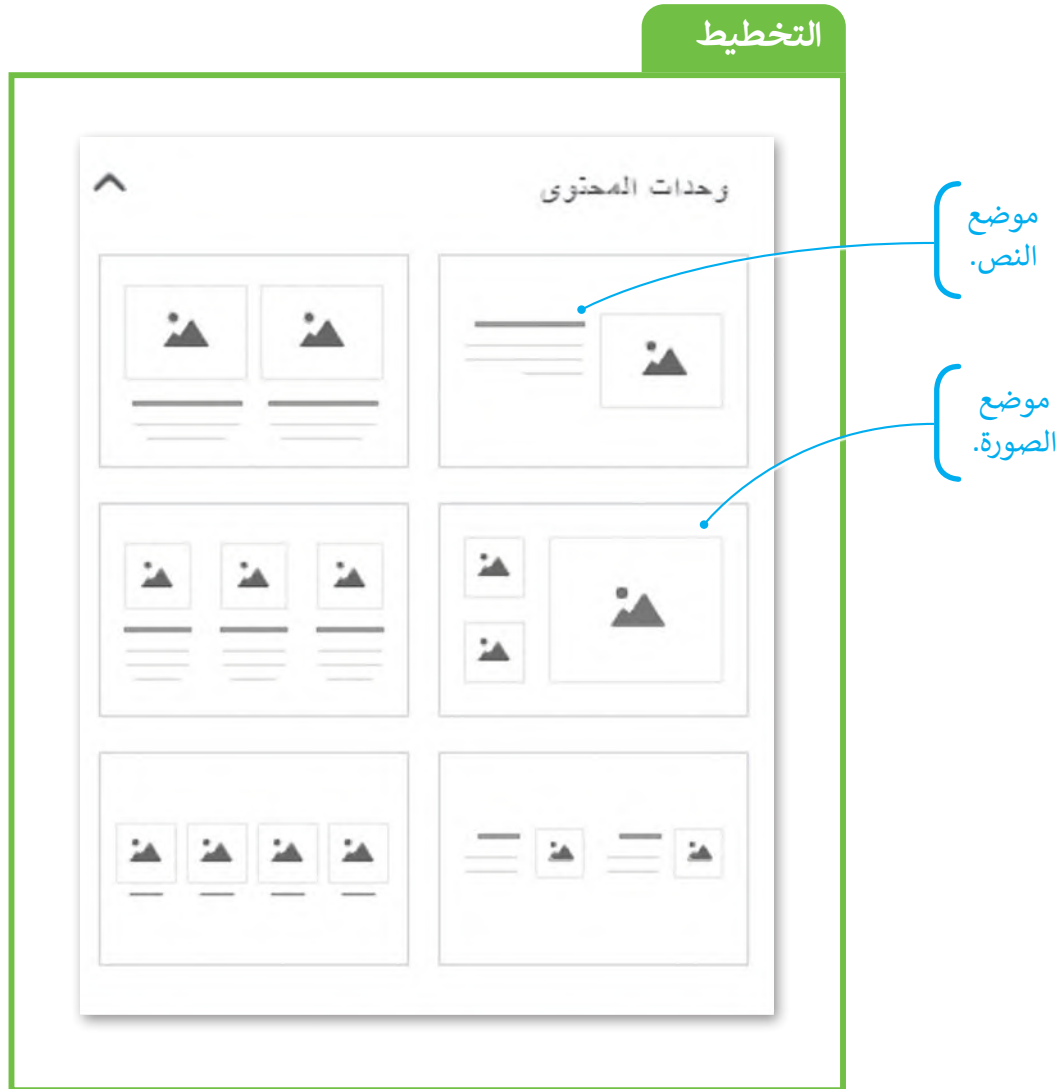 التخطيط
وحدات المحتوى
موضع
النص.
موضع
الصورة.